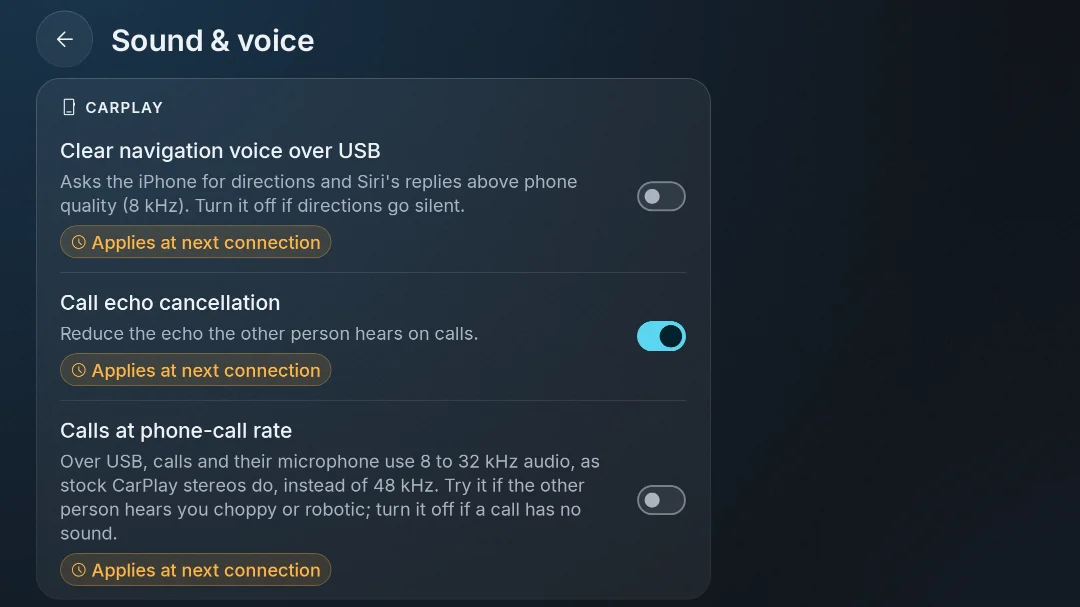 Sound & voice
CARPLAY
Clear navigation voice over USB
Asks the iPhone for directions and Siri's replies above phone
quality (8 kHz). Turn it off if directions go silent.
Applies at next connection
Call echo cancellation
Reduce the echo the other person hears on calls.
Applies at next connection
Calls at phone-call rate
Over USB, calls and their microphone use 8 to 32 kHz audio, as
stock CarPlay stereos do, instead of 48 kHz. Try it if the other
person hears you choppy or robotic; turn it off if a call has no
sound.
Applies at next connection